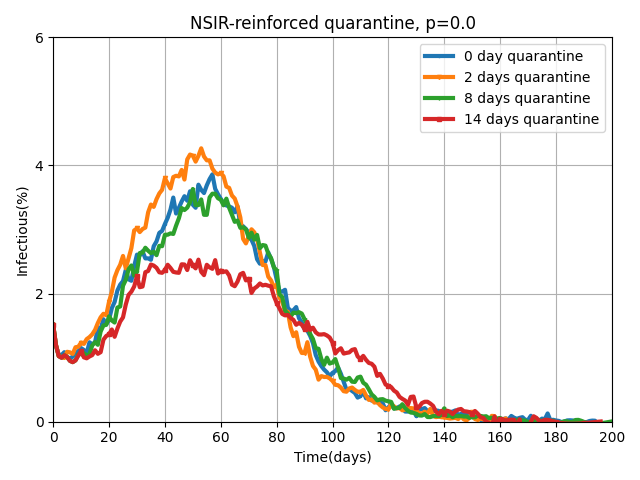 NSIR-reinforced quarantine, p=0.0
Infectious(%)
6
4
2
0
0 day quarantine
2 days quarantine
8 days quarantine
14 days quarantine
0 20 40 60 80 100 120 140 160 180 200
Time(days)